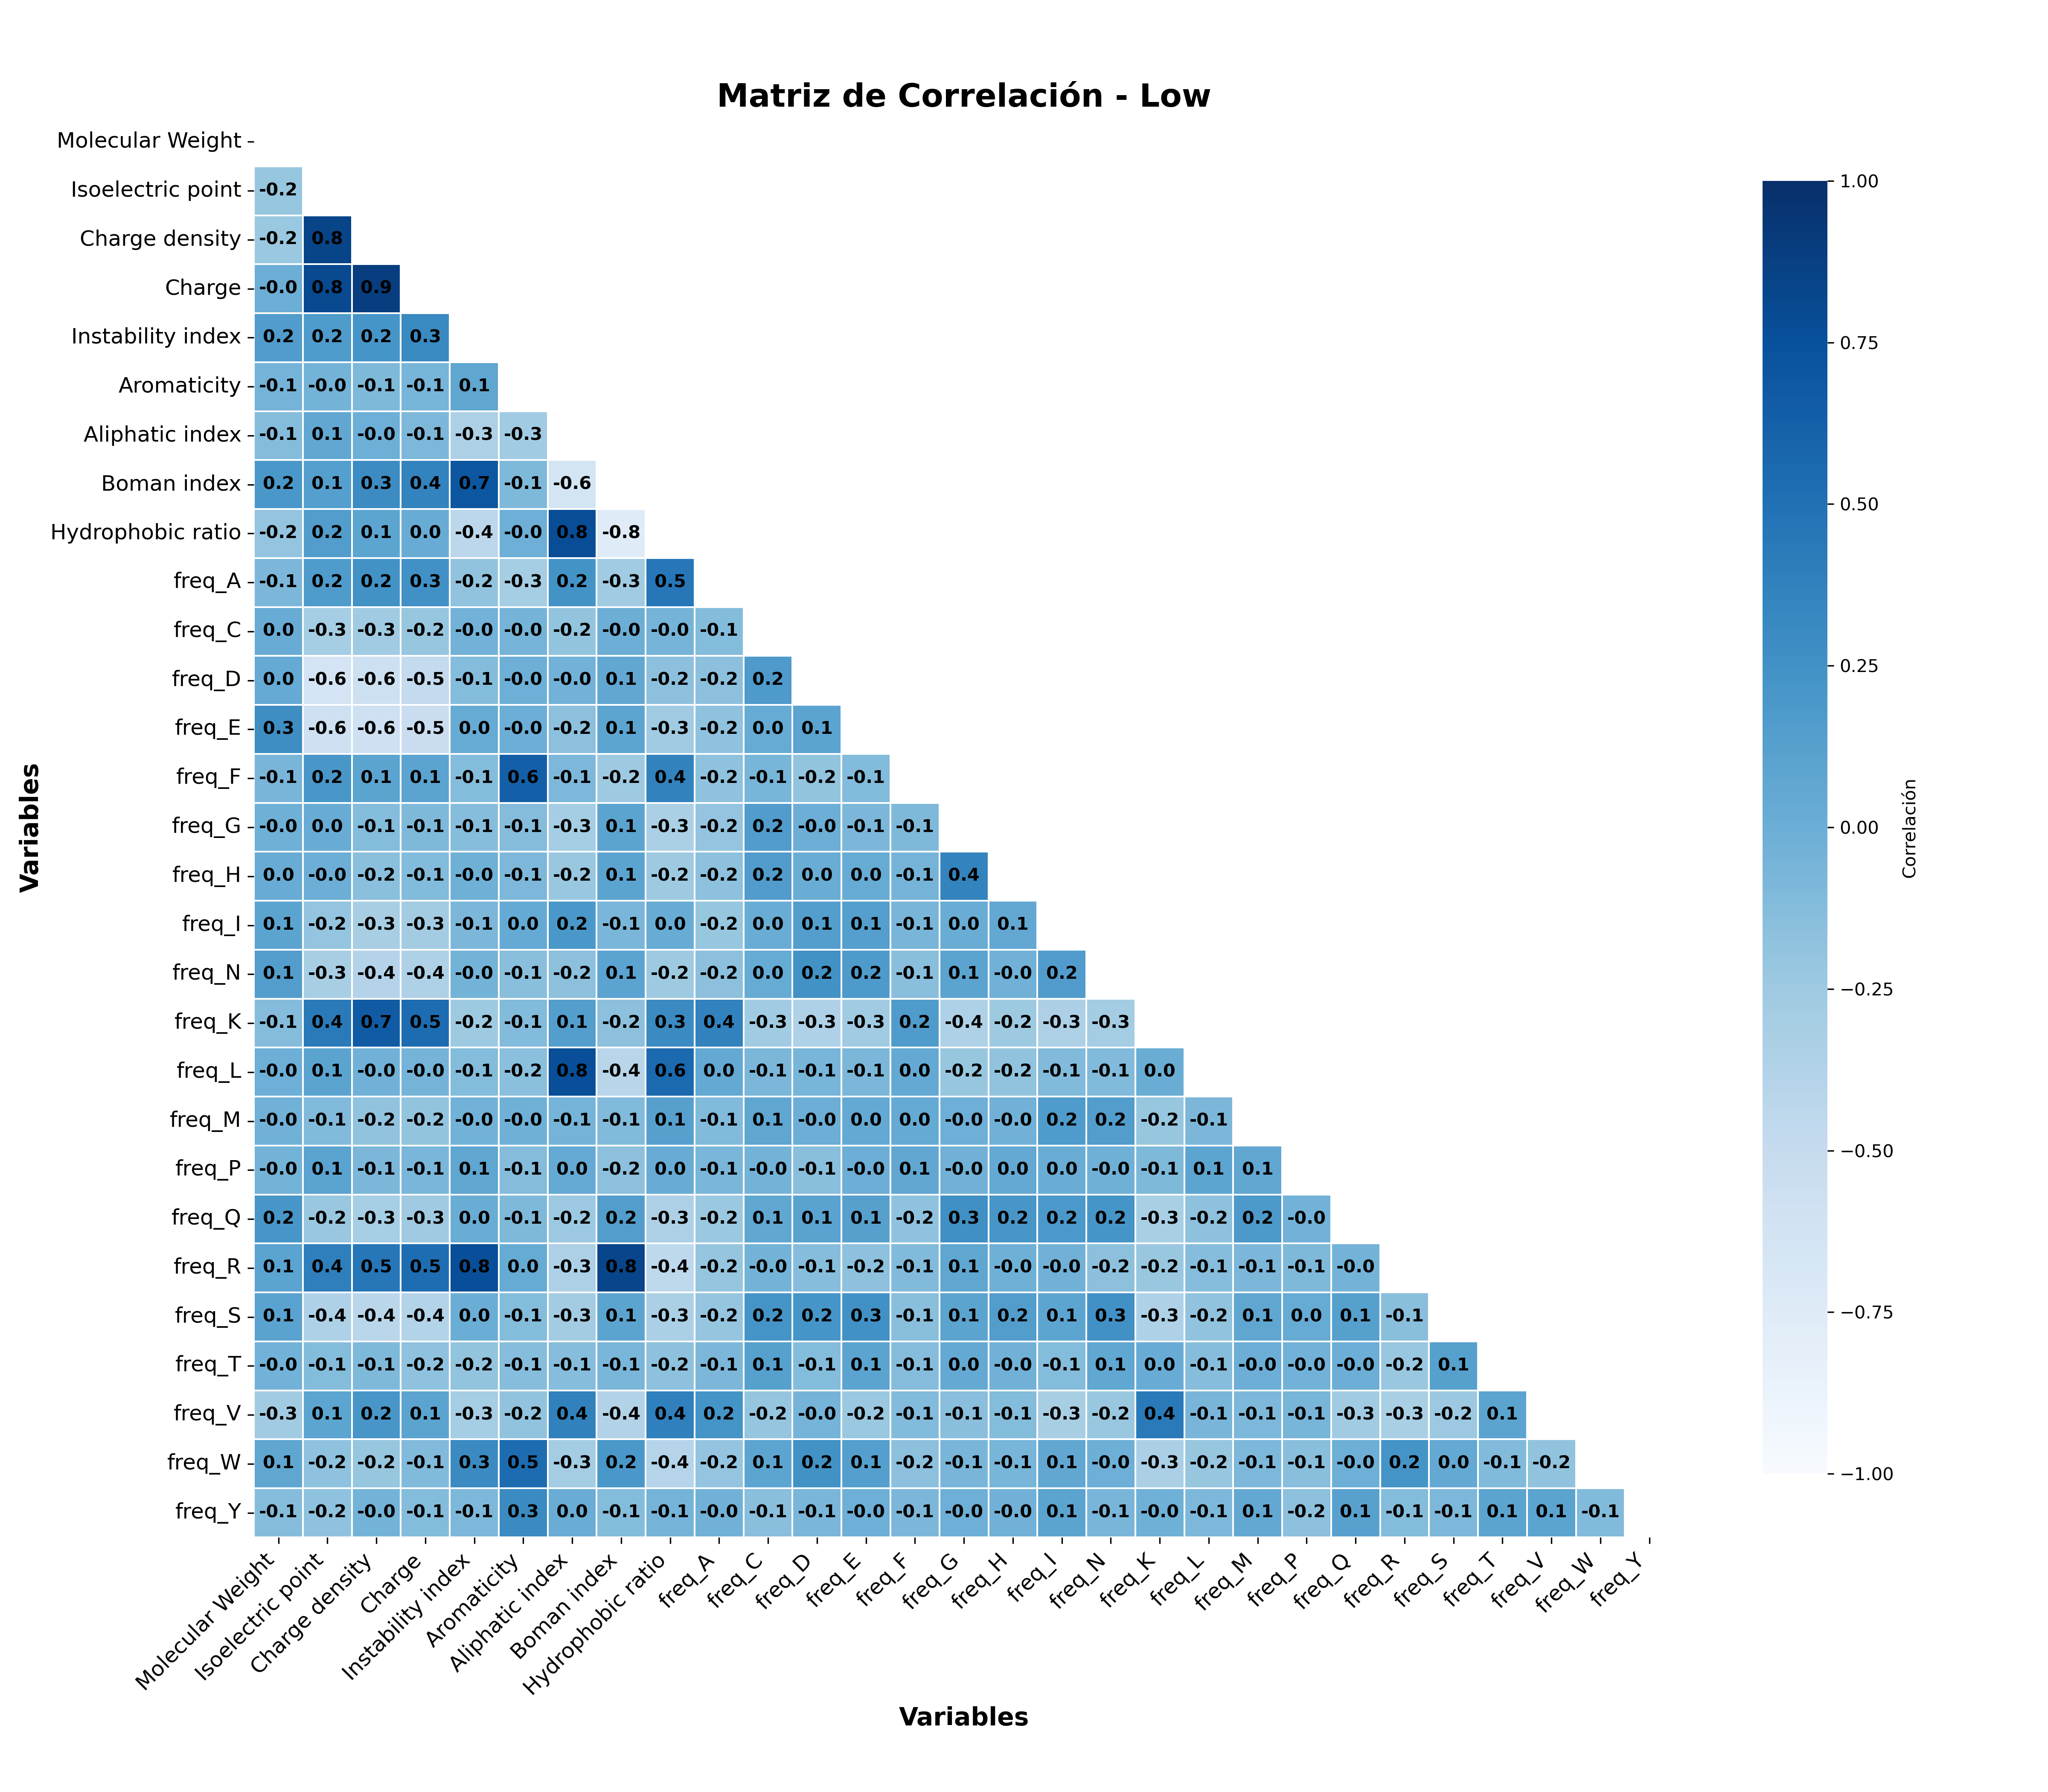 Matriz de Correlación - Low
Molecular Weight
Isoelectric point -0.2
Charge density -0.2 0.8
Charge -0.0 0.8 0.9
Instability index 0.2 0.2 0.2 0.3
Aromaticity -0.1 -0.0 -0.1 -0.1 0.1
Aliphatic index -0.1 0.1 -0.0 -0.1 -0.3 -0.3
Boman index 0.2 0.1 0.3 0.4 0.7 -0.1 -0.6
Hydrophobic ratio -0.2 0.2 0.1 0.0 -0.4 -0.0 0.8 -0.8
freq_A -0.1 0.2 0.2 0.3 -0.2 -0.3 0.2 -0.3 0.5
freq_C 0.0 -0.3 -0.3 -0.2 -0.0 -0.0 -0.2 -0.0 -0.0 -0.1
freq_D 0.0 -0.6 -0.6 -0.5 -0.1 -0.0 -0.0 0.1 -0.2 -0.2 0.2
freq_E 0.3 -0.6 -0.6 -0.5 0.0 -0.0 -0.2 0.1 -0.3 -0.2 0.0 0.1
freq_F -0.1 0.2 0.1 0.1 -0.1 0.6 -0.1 -0.2 0.4 -0.2 -0.1 -0.2 -0.1
freq_G -0.0 0.0 -0.1 -0.1 -0.1 -0.1 -0.3 0.1 -0.3 -0.2 0.2 -0.0 -0.1 -0.1
freq_H 0.0 -0.0 -0.2 -0.1 -0.0 -0.1 -0.2 0.1 -0.2 -0.2 0.2 0.0 0.0 -0.1 0.4
freq_I 0.1 -0.2 -0.3 -0.3 -0.1 0.0 0.2 -0.1 0.0 -0.2 0.0 0.1 0.1 -0.1 0.0 0.1
freq_N 0.1 -0.3 -0.4 -0.4 -0.0 -0.1 -0.2 0.1 -0.2 -0.2 0.0 0.2 0.2 -0.1 0.1 -0.0 0.2
freq_K -0.1 0.4 0.7 0.5 -0.2 -0.1 0.1 -0.2 0.3 0.4 -0.3 -0.3 -0.3 0.2 -0.4 -0.2 -0.3 -0.3
freq_L -0.0 0.1 -0.0 -0.0 -0.1 -0.2 0.8 -0.4 0.6 0.0 -0.1 -0.1 -0.1 0.0 -0.2 -0.2 -0.1 -0.1 0.0
freq_M -0.0 -0.1 -0.2 -0.2 -0.0 -0.0 -0.1 -0.1 0.1 -0.1 0.1 -0.0 0.0 0.0 -0.0 -0.0 0.2 0.2 -0.2 -0.1
freq_P -0.0 0.1 -0.1 -0.1 0.1 -0.1 0.0 -0.2 0.0 -0.1 -0.0 -0.1 -0.0 0.1 -0.0 0.0 0.0 -0.0 -0.1 0.1 0.1
freq_Q 0.2 -0.2 -0.3 -0.3 0.0 -0.1 -0.2 0.2 -0.3 -0.2 0.1 0.1 0.1 -0.2 0.3 0.2 0.2 0.2 -0.3 -0.2 0.2 -0.0
freq_R 0.1 0.4 0.5 0.5 0.8 0.0 -0.3 0.8 -0.4 -0.2 -0.0 -0.1 -0.2 -0.1 0.1 -0.0 -0.0 -0.2 -0.2 -0.1 -0.1 -0.1 -0.0
freq_S 0.1 -0.4 -0.4 -0.4 0.0 -0.1 -0.3 0.1 -0.3 -0.2 0.2 0.2 0.3 -0.1 0.1 0.2 0.1 0.3 -0.3 -0.2 0.1 0.0 0.1 -0.1
freq_T -0.0 -0.1 -0.1 -0.2 -0.2 -0.1 -0.1 -0.1 -0.2 -0.1 0.1 -0.1 0.1 -0.1 0.0 -0.0 -0.1 0.1 0.0 -0.1 -0.0 -0.0 -0.0 -0.2 0.1
freq_V -0.3 0.1 0.2 0.1 -0.3 -0.2 0.4 -0.4 0.4 0.2 -0.2 -0.0 -0.2 -0.1 -0.1 -0.1 -0.3 -0.2 0.4 -0.1 -0.1 -0.1 -0.3 -0.3 -0.2 0.1
freq_W 0.1 -0.2 -0.2 -0.1 0.3 0.5 -0.3 0.2 -0.4 -0.2 0.1 0.2 0.1 -0.2 -0.1 -0.1 0.1 -0.0 -0.3 -0.2 -0.1 -0.1 -0.0 0.2 0.0 -0.1 -0.2
freq_Y -0.1 -0.2 -0.0 -0.1 -0.1 0.3 0.0 -0.1 -0.1 -0.0 -0.1 -0.1 -0.0 -0.1 -0.0 -0.0 0.1 -0.1 -0.0 -0.1 0.1 -0.2 0.1 -0.1 -0.1 0.1 0.1 -0.1
Variables
Molecular Weight
Isoelectric point
Charge density
Charge
Instability index
Aromaticity
Aliphatic index
Boman index
Hydrophobic ratio
freq_A
freq_C
freq_D
freq_E
freq_F
freq_G
freq_H
freq_I
freq_N
freq_K
freq_L
freq_M
freq_P
freq_Q
freq_R
freq_S
freq_T
freq_V
freq_W
freq_Y
Variables
1.00
0.75
0.50
0.25
0.00
−0.25
−0.50
−0.75
−1.00
Correlación